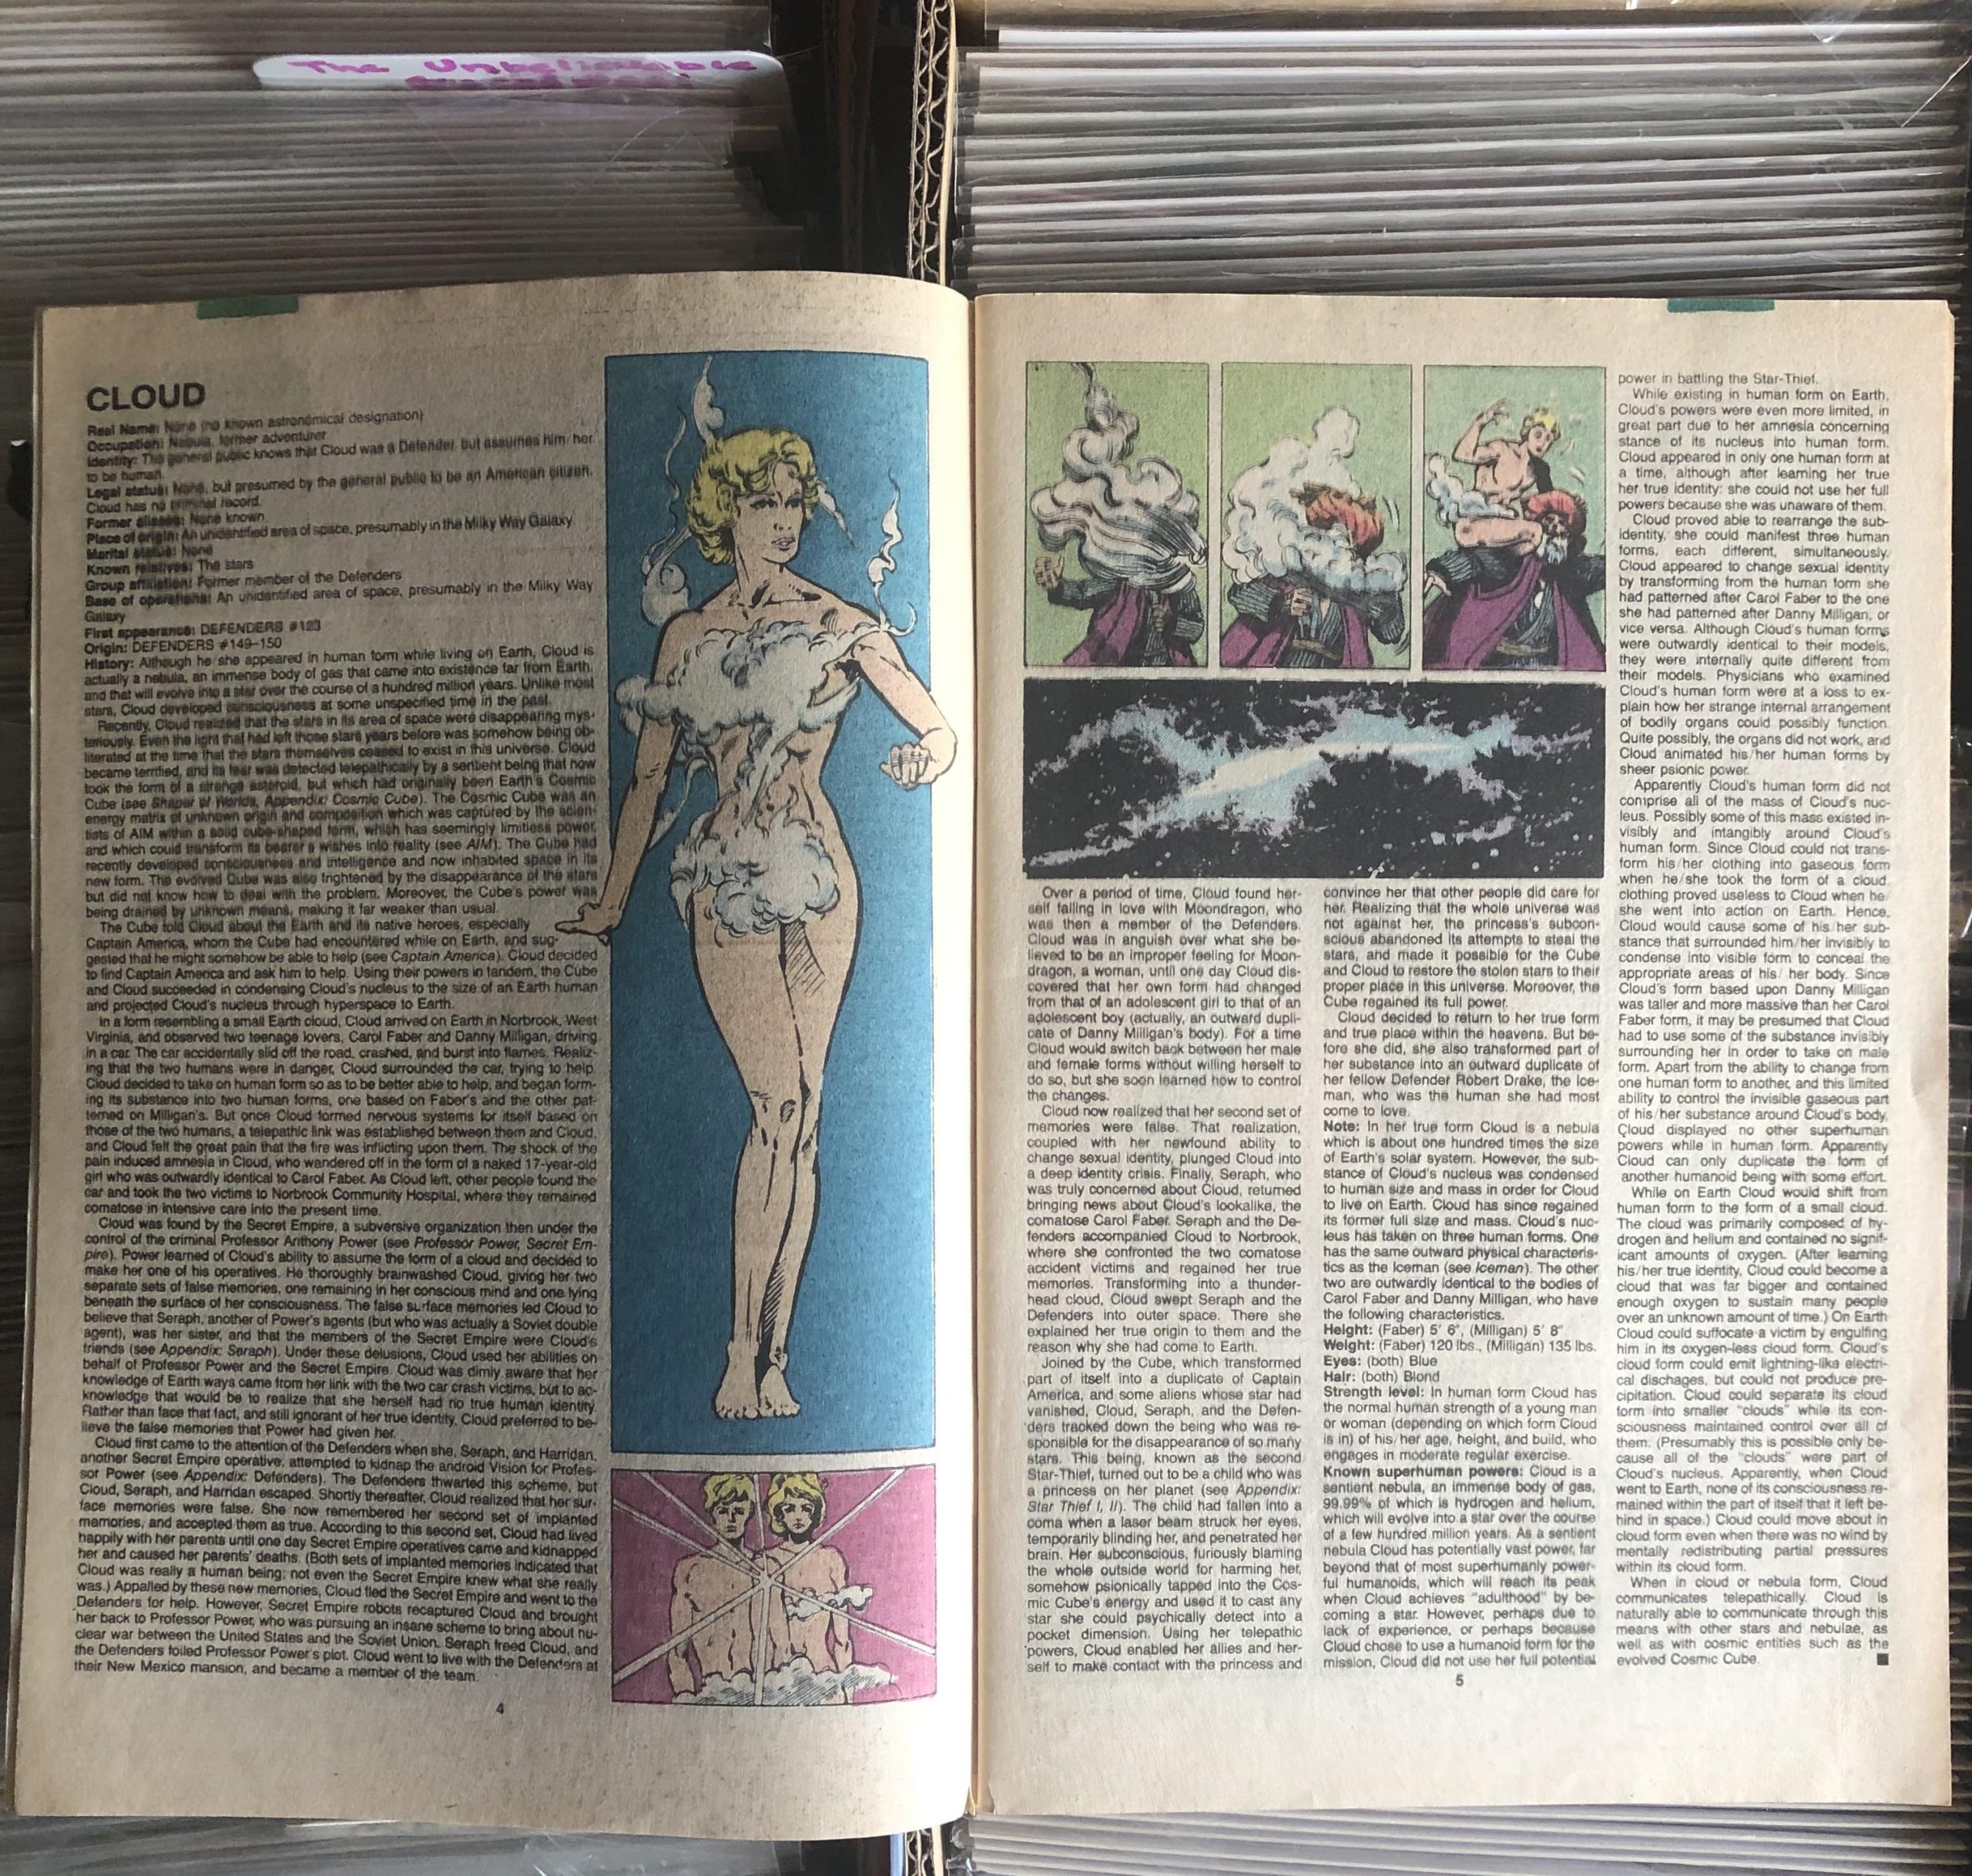 The Unbelievable
CLOUD
Real Name: None (no known astronomical designation)
Occupation: Nebula, former adventurer
Identity: The general public knows that Cloud was a Defender, but assumes him/her
to be human.
Legal status: None, but presumed by the general public to be an American citizen.
Cloud has no criminal record.
Former aliases: None known
Place of origin: An unidentified area of space, presumably in the Milky Way Galaxy
Marital status: None
Known relatives: The stars
Group affiliation: Former member of the Defenders
Base of operations: An unidentified area of space, presumably in the Milky Way
Galaxy
First appearance: DEFENDERS #123
Origin: DEFENDERS #149-150
History: Although he/she appeared in human form while living on Earth, Cloud is
actually a nebula, an immense body of gas that came into existence far from Earth,
and that will evolve into a star over the course of a hundred million years. Unlike most
stars, Cloud developed consciousness at some unspecified time in the past.
Recently, Cloud realized that the stars in its area of space were disappearing mys-
teriously. Even the light that had left those stars years before was somehow being ob-
literated at the time that the stars themselves ceased to exist in this universe. Cloud
became terrified, and its fear was detected telepathically by a sentient being that now
took the form of a strange asteroid, but which had originally been Earth's Cosmic
Cube (see Shaper of Worlds, Appendix: Cosmic Cube). The Cosmic Cube was an
energy matrix of unknown origin and composition which was captured by the scien-
tists of AIM within a solid cube-shaped form, which has seemingly limitless power,
and which could transform its bearer's wishes into reality (see AIM). The Cube had
recently developed consciousness and intelligence and now inhabited space in its
new form. The evolved Cube was also frightened by the disappearance of the stars
but did not know how to deal with the problem. Moreover, the Cube's power was
being drained by unknown means, making it far weaker than usual.
The Cube told Cloud about the Earth and its native heroes, especially
Captain America, whom the Cube had encountered while on Earth, and sug-
gested that he might somehow be able to help (see Captain America). Cloud decided
to find Captain America and ask him to help. Using their powers in tandem, the Cube
and Cloud succeeded in condensing Cloud's nucleus to the size of an Earth human
and projected Cloud's nucleus through hyperspace to Earth.
In a form resembling a small Earth cloud, Cloud arrived on Earth in Norbrook, West
Virginia, and observed two teenage lovers, Carol Faber and Danny Milligan, driving
in a car. The car accidentally slid off the road, crashed, and burst into flames. Realiz-
ing that the two humans were in danger, Cloud surrounded the car, trying to help.
Cloud decided to take on human form so as to be better able to help, and began form-
ing its substance into two human forms, one based on Faber's and the other pat-
terned on Milligan's. But once Cloud formed nervous systems for itself based on
those of the two humans, a telepathic link was established between them and Cloud,
and Cloud felt the great pain that the fire was inflicting upon them. The shock of the
pain induced amnesia in Cloud, who wandered off in the form of a naked 17-year-old
girl who was outwardly identical to Carol Faber. As Cloud left, other people found the
car and took the two victims to Norbrook Community Hospital, where they remained
comatose in intensive care into the present time.
Cloud was found by the Secret Empire, a subversive organization then under the
control of the criminal Professor Anthony Power (see Professor Power, Secret Em-
pire). Power learned of Cloud's ability to assume the form of a cloud and decided to
make her one of his operatives. He thoroughly brainwashed Cloud, giving her two
separate sets of false memories, one remaining in her conscious mind and one lying
beneath the surface of her consciousness. The false surface memories led Cloud to
believe that Seraph, another of Power's agents (but who was actually a Soviet double
agent), was her sister, and that the members of the Secret Empire were Cloud's
friends (see Appendix: Seraph). Under these delusions, Cloud used her abilities on
behalf of Professor Power and the Secret Empire. Cloud was dimly aware that her
knowledge of Earth ways came from her link with the two car crash victims, but to ac-
knowledge that would be to realize that she herself had no true human identity.
Rather than face that fact, and still ignorant of her true identity, Cloud preferred to be-
lieve the false memories that Power had given her.
Cloud first came to the attention of the Defenders when she, Seraph, and Harridan,
another Secret Empire operative, attempted to kidnap the android Vision for Profes-
sor Power (see Appendix: Defenders). The Defenders thwarted this scheme, but
Cloud, Seraph, and Harridan escaped. Shortly thereafter, Cloud realized that her sur-
face memories were false. She now remembered her second set of implanted
memories, and accepted them as true. According to this second set, Cloud had lived
happily with her parents until one day Secret Empire operatives came and kidnapped
her and caused her parents' deaths. (Both sets of implanted memories indicated that
Cloud was really a human being; not even the Secret Empire knew what she really
was.) Appalled by these new memories, Cloud fled the Secret Empire and went to the
Defenders for help. However, Secret Empire robots recaptured Cloud and brought
her back to Professor Power, who was pursuing an insane scheme to bring about nu-
clear war between the United States and the Soviet Union. Seraph freed Cloud, and
the Defenders foiled Professor Power's plot. Cloud went to live with the Defenders at
their New Mexico mansion, and became a member of the team.
4
Over a period of time, Cloud found her-
self falling in love with Moondragon, who
was then a member of the Defenders.
Cloud was in anguish over what she be-
lieved to be an improper feeling for Moon-
dragon, a woman, until one day Cloud dis-
covered that her own form had changed
from that of an adolescent girl to that of an
adolescent boy (actually, an outward dupli-
cate of Danny Milligan's body). For a time
Cloud would switch back between her male
and female forms without willing herself to
do so, but she soon learned how to control
the changes.
Cloud now realized that her second set of
memories were false. That realization,
coupled with her newfound ability to
change sexual identity, plunged Cloud into
a deep identity crisis. Finally, Seraph, who
was truly concerned about Cloud, returned
bringing news about Cloud's lookalike, the
comatose Carol Faber. Seraph and the De-
fenders accompanied Cloud to Norbrook,
where she confronted the two comatose
accident victims and regained her true
memories. Transforming into a thunder-
head cloud, Cloud swept Seraph and the
Defenders into outer space. There she
explained her true origin to them and the
reason why she had come to Earth.
Joined by the Cube, which transformed
part of itself into a duplicate of Captain
America, and some aliens whose star had
vanished, Cloud, Seraph, and the Defen-
ders tracked down the being who was re-
sponsible for the disappearance of so many
stars. This being, known as the second
Star-Thief, turned out to be a child who was
a princess on her planet (see Appendix:
Star Thief I, II). The child had fallen into a
coma when a laser beam struck her eyes,
temporarily blinding her, and penetrated her
brain. Her subconscious, furiously blaming
the whole outside world for harming her,
somehow psionically tapped into the Cos-
mic Cube's energy and used it to cast any
star she could psychically detect into a
pocket dimension. Using her telepathic
powers, Cloud enabled her allies and her-
self to make contact with the princess and
convince her that other people did care for
her. Realizing that the whole universe was
not against her, the princess's subcon-
scious abandoned its attempts to steal the
stars, and made it possible for the Cube
and Cloud to restore the stolen stars to their
proper place in this universe. Moreover, the
Cube regained its full power.
Cloud decided to return to her true form
and true place within the heavens. But be-
fore she did, she also transformed part of
her substance into an outward duplicate of
her fellow Defender Robert Drake, the Ice-
man, who was the human she had most
come to love.
Note: In her true form Cloud is a nebula
which is about one hundred times the size
of Earth's solar system. However, the sub-
stance of Cloud's nucleus was condensed
to human size and mass in order for Cloud
to live on Earth. Cloud has since regained
its former full size and mass. Cloud's nuc-
leus has taken on three human forms. One
has the same outward physical characteris-
tics as the Iceman (see Iceman). The other
two are outwardly identical to the bodies of
Carol Faber and Danny Milligan, who have
the following characteristics.
Height: (Faber) 5' 6", (Milligan) 5' 8"
Weight: (Faber) 120 lbs., (Milligan) 135 lbs.
Eyes: (both) Blue
Hair: (both) Blond
Strength level: In human form Cloud has
the normal human strength of a young man
or woman (depending on which form Cloud
is in) of his/her age, height, and build, who
engages in moderate regular exercise.
Known superhuman powers: Cloud is a
sentient nebula, an immense body of gas,
99.99% of which is hydrogen and helium,
which will evolve into a star over the course
of a few hundred million years. As a sentient
nebula Cloud has potentially vast power, far
beyond that of most superhumanly power-
ful humanoids, which will reach its peak
when Cloud achieves "adulthood" by be-
coming a star. However, perhaps due to
lack of experience, or perhaps because
Cloud chose to use a humanoid form for the
mission, Cloud did not use her full potential
power in battling the Star-Thief.
While existing in human form on Earth,
Cloud's powers were even more limited, in
great part due to her amnesia concerning
stance of its nucleus into human form.
Cloud appeared in only one human form at
a time, although after learning her true
her true identity: she could not use her full
powers because she was unaware of them.
Cloud proved able to rearrange the sub-
identity, she could manifest three human
forms, each different, simultaneously.
Cloud appeared to change sexual identity
by transforming from the human form she
had patterned after Carol Faber to the one
she had patterned after Danny Milligan, or
vice versa. Although Cloud's human forms
were outwardly identical to their models,
they were internally quite different from
their models. Physicians who examined
Cloud's human form were at a loss to ex-
plain how her strange internal arrangement
of bodily organs could possibly function.
Quite possibly, the organs did not work, and
Cloud animated his/her human forms by
sheer psionic power.
Apparently Cloud's human form did not
comprise all of the mass of Cloud's nuc-
leus. Possibly some of this mass existed in-
visibly and intangibly around Cloud's
human form. Since Cloud could not trans-
form his/her clothing into gaseous form
when he/she took the form of a cloud,
clothing proved useless to Cloud when he/
she went into action on Earth. Hence,
Cloud would cause some of his/her sub-
stance that surrounded him/her invisibly to
condense into visible form to conceal the
appropriate areas of his/ her body. Since
Cloud's form based upon Danny Milligan
was taller and more massive than her Carol
Faber form, it may be presumed that Cloud
had to use some of the substance invisibly
surrounding her in order to take on male
form. Apart from the ability to change from
one human form to another, and this limited
ability to control the invisible gaseous part
of his/her substance around Cloud's body,
Cloud displayed no other superhuman
powers while in human form. Apparently
Cloud can only duplicate the form of
another humanoid being with some effort.
While on Earth Cloud would shift from
human form to the form of a small cloud.
The cloud was primarily composed of hy-
drogen and helium and contained no signif-
icant amounts of oxygen. (After learning
his/her true identity, Cloud could become a
cloud that was far bigger and contained
enough oxygen to sustain many people
over an unknown amount of time.) On Earth
Cloud could suffocate a victim by engulfing
him in its oxygen-less cloud form. Cloud's
cloud form could emit lightning-like electri-
cal dischages, but could not produce pre-
cipitation. Cloud could separate its cloud
form into smaller "clouds" while its con-
sciousness maintained control over all of
them. (Presumably this is possible only be-
cause all of the "clouds" were part of
Cloud's nucleus. Apparently, when Cloud
went to Earth, none of its consciousness re-
mained within the part of itself that it left be-
hind in space.) Cloud could move about in
cloud form even when there was no wind by
mentally redistributing partial pressures
within its cloud form.
When in cloud or nebula form, Cloud
communicates telepathically. Cloud is
naturally able to communicate through this
means with other stars and nebulae, as
well as with cosmic entities such as the
evolved Cosmic Cube.
5